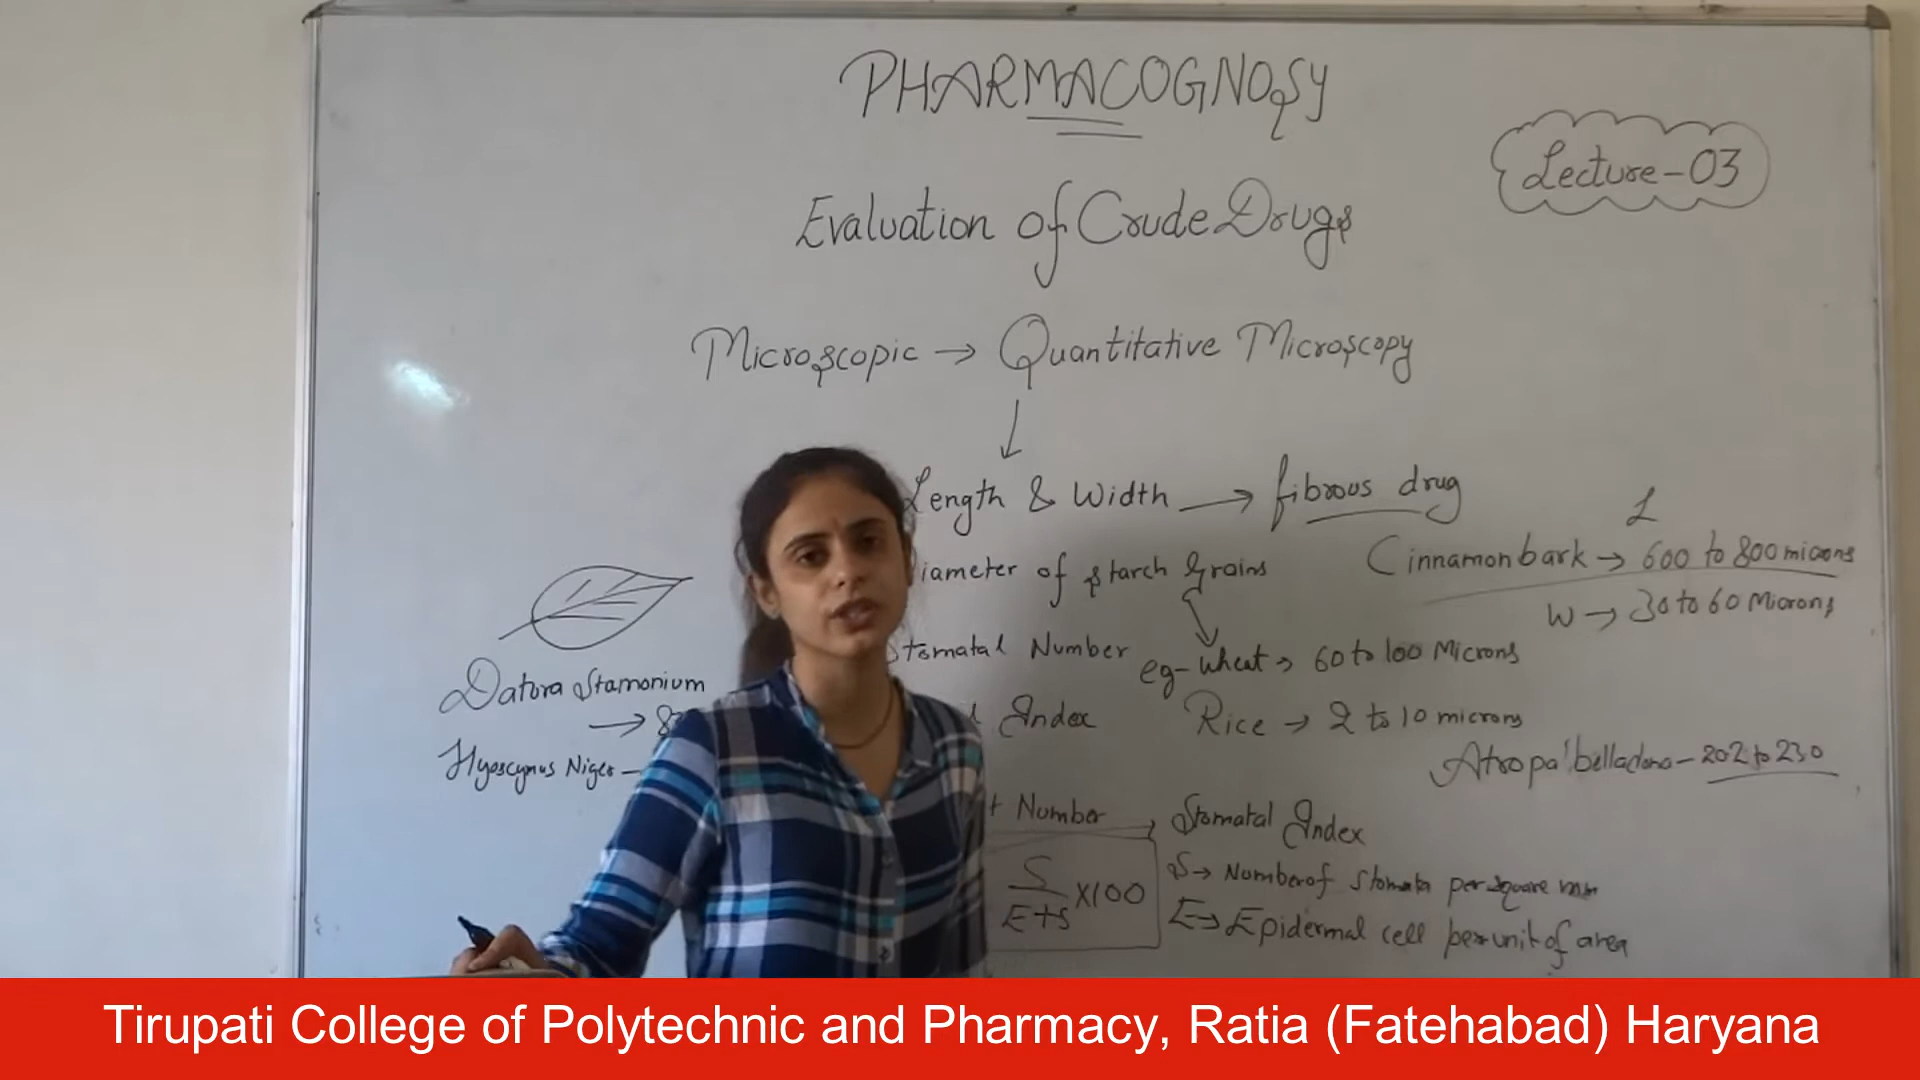 PHARMACOGNOSY
Lecture-03
Evaluation of Crude Drugs
Microscopic → Quantitative Microscopy
↓
Length & Width → fibrous drug
L
Cinnamon bark → 600 to 800 microns
W → 30 to 60 Microns
iameter of starch Grains
Stomatal Number
eg- Wheat → 60 to 100 Microns
Datura Stamonium
→ 8
Index
Rice → 2 to 10 microns
Atropa belladona - 202 to 230
Hyoscymus Niger -
Number
Stomatal Index
S/E+S X100
S → Number of stomata per square mm
E → Epidermal cell per unit of area
Tirupati College of Polytechnic and Pharmacy, Ratia (Fatehabad) Haryana